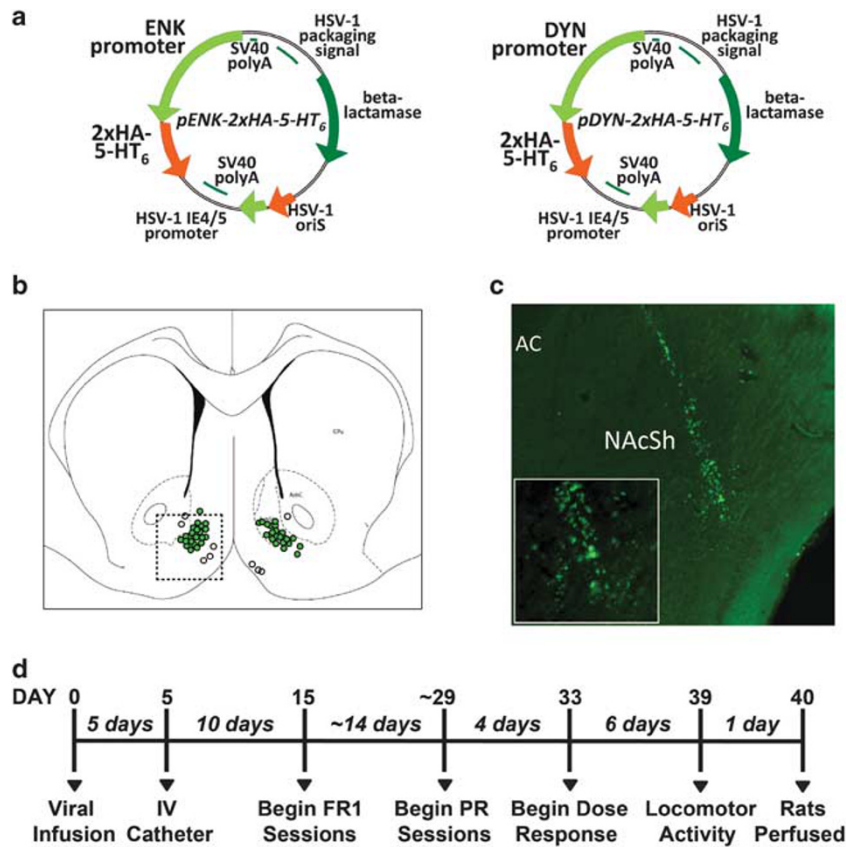 a
ENK
promoter
SV40
polyA
HSV-1
packaging
signal
beta-
lactamase
pENK-2xHA-5-HT6
2xHA-
5-HT6
SV40
polyA
HSV-1 IE4/5
promoter
HSV-1
oriS
DYN
promoter
SV40
polyA
HSV-1
packaging
signal
beta-
lactamase
pDYN-2xHA-5-HT6
2xHA-
5-HT6
SV40
polyA
HSV-1 IE4/5
promoter
HSV-1
oriS
b
CPu
c
AC
NAcSh
d
DAY 0 5 15 ~29 33 39 40
5 days 10 days ~14 days 4 days 6 days 1 day
Viral
Infusion
IV
Catheter
Begin FR1
Sessions
Begin PR
Sessions
Begin Dose
Response
Locomotor
Activity
Rats
Perfused